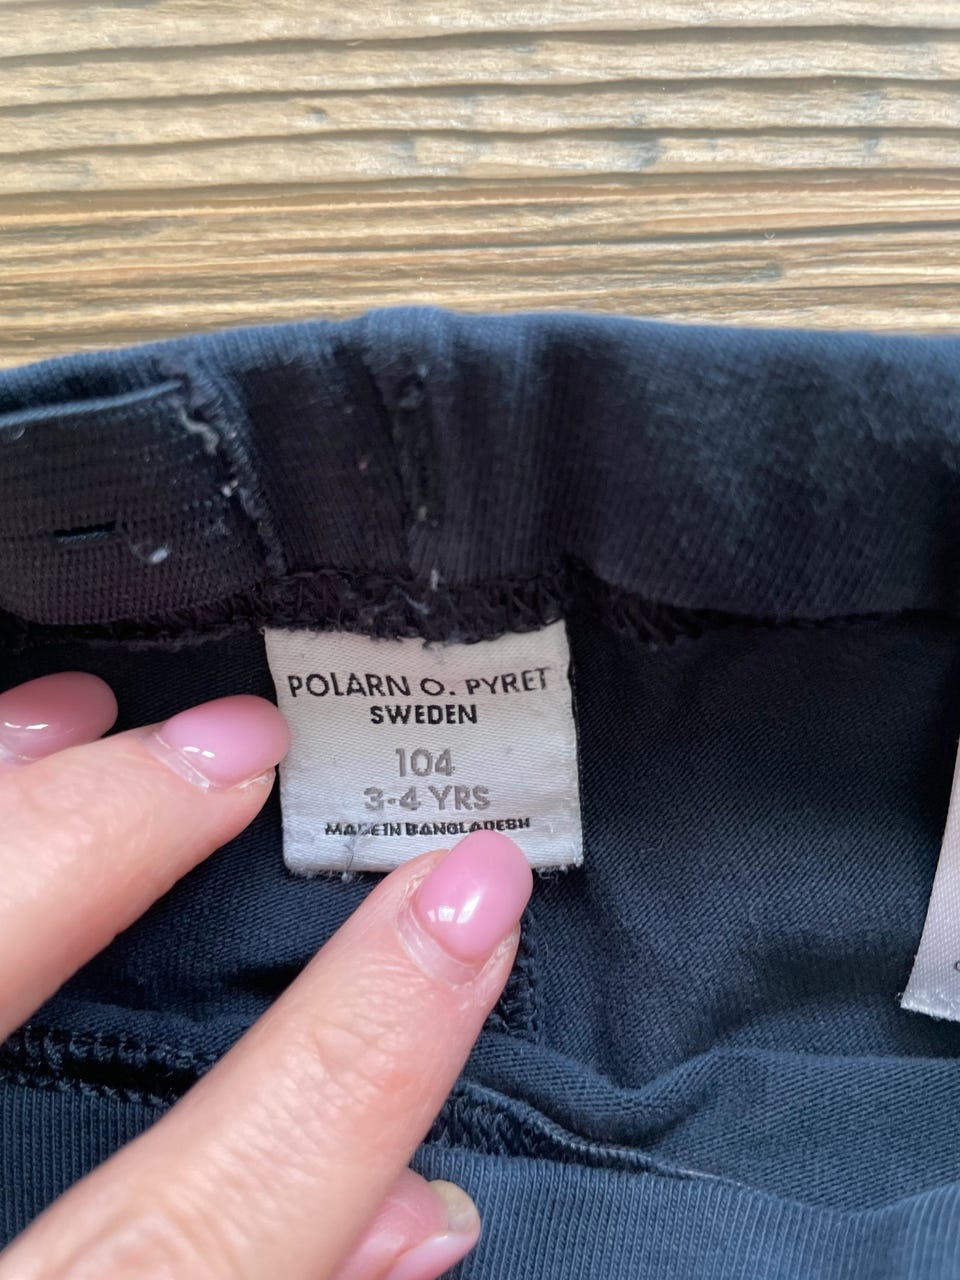 POLARN O. PYRET
SWEDEN
104
3-4 YRS
MADE IN BANGLADESH